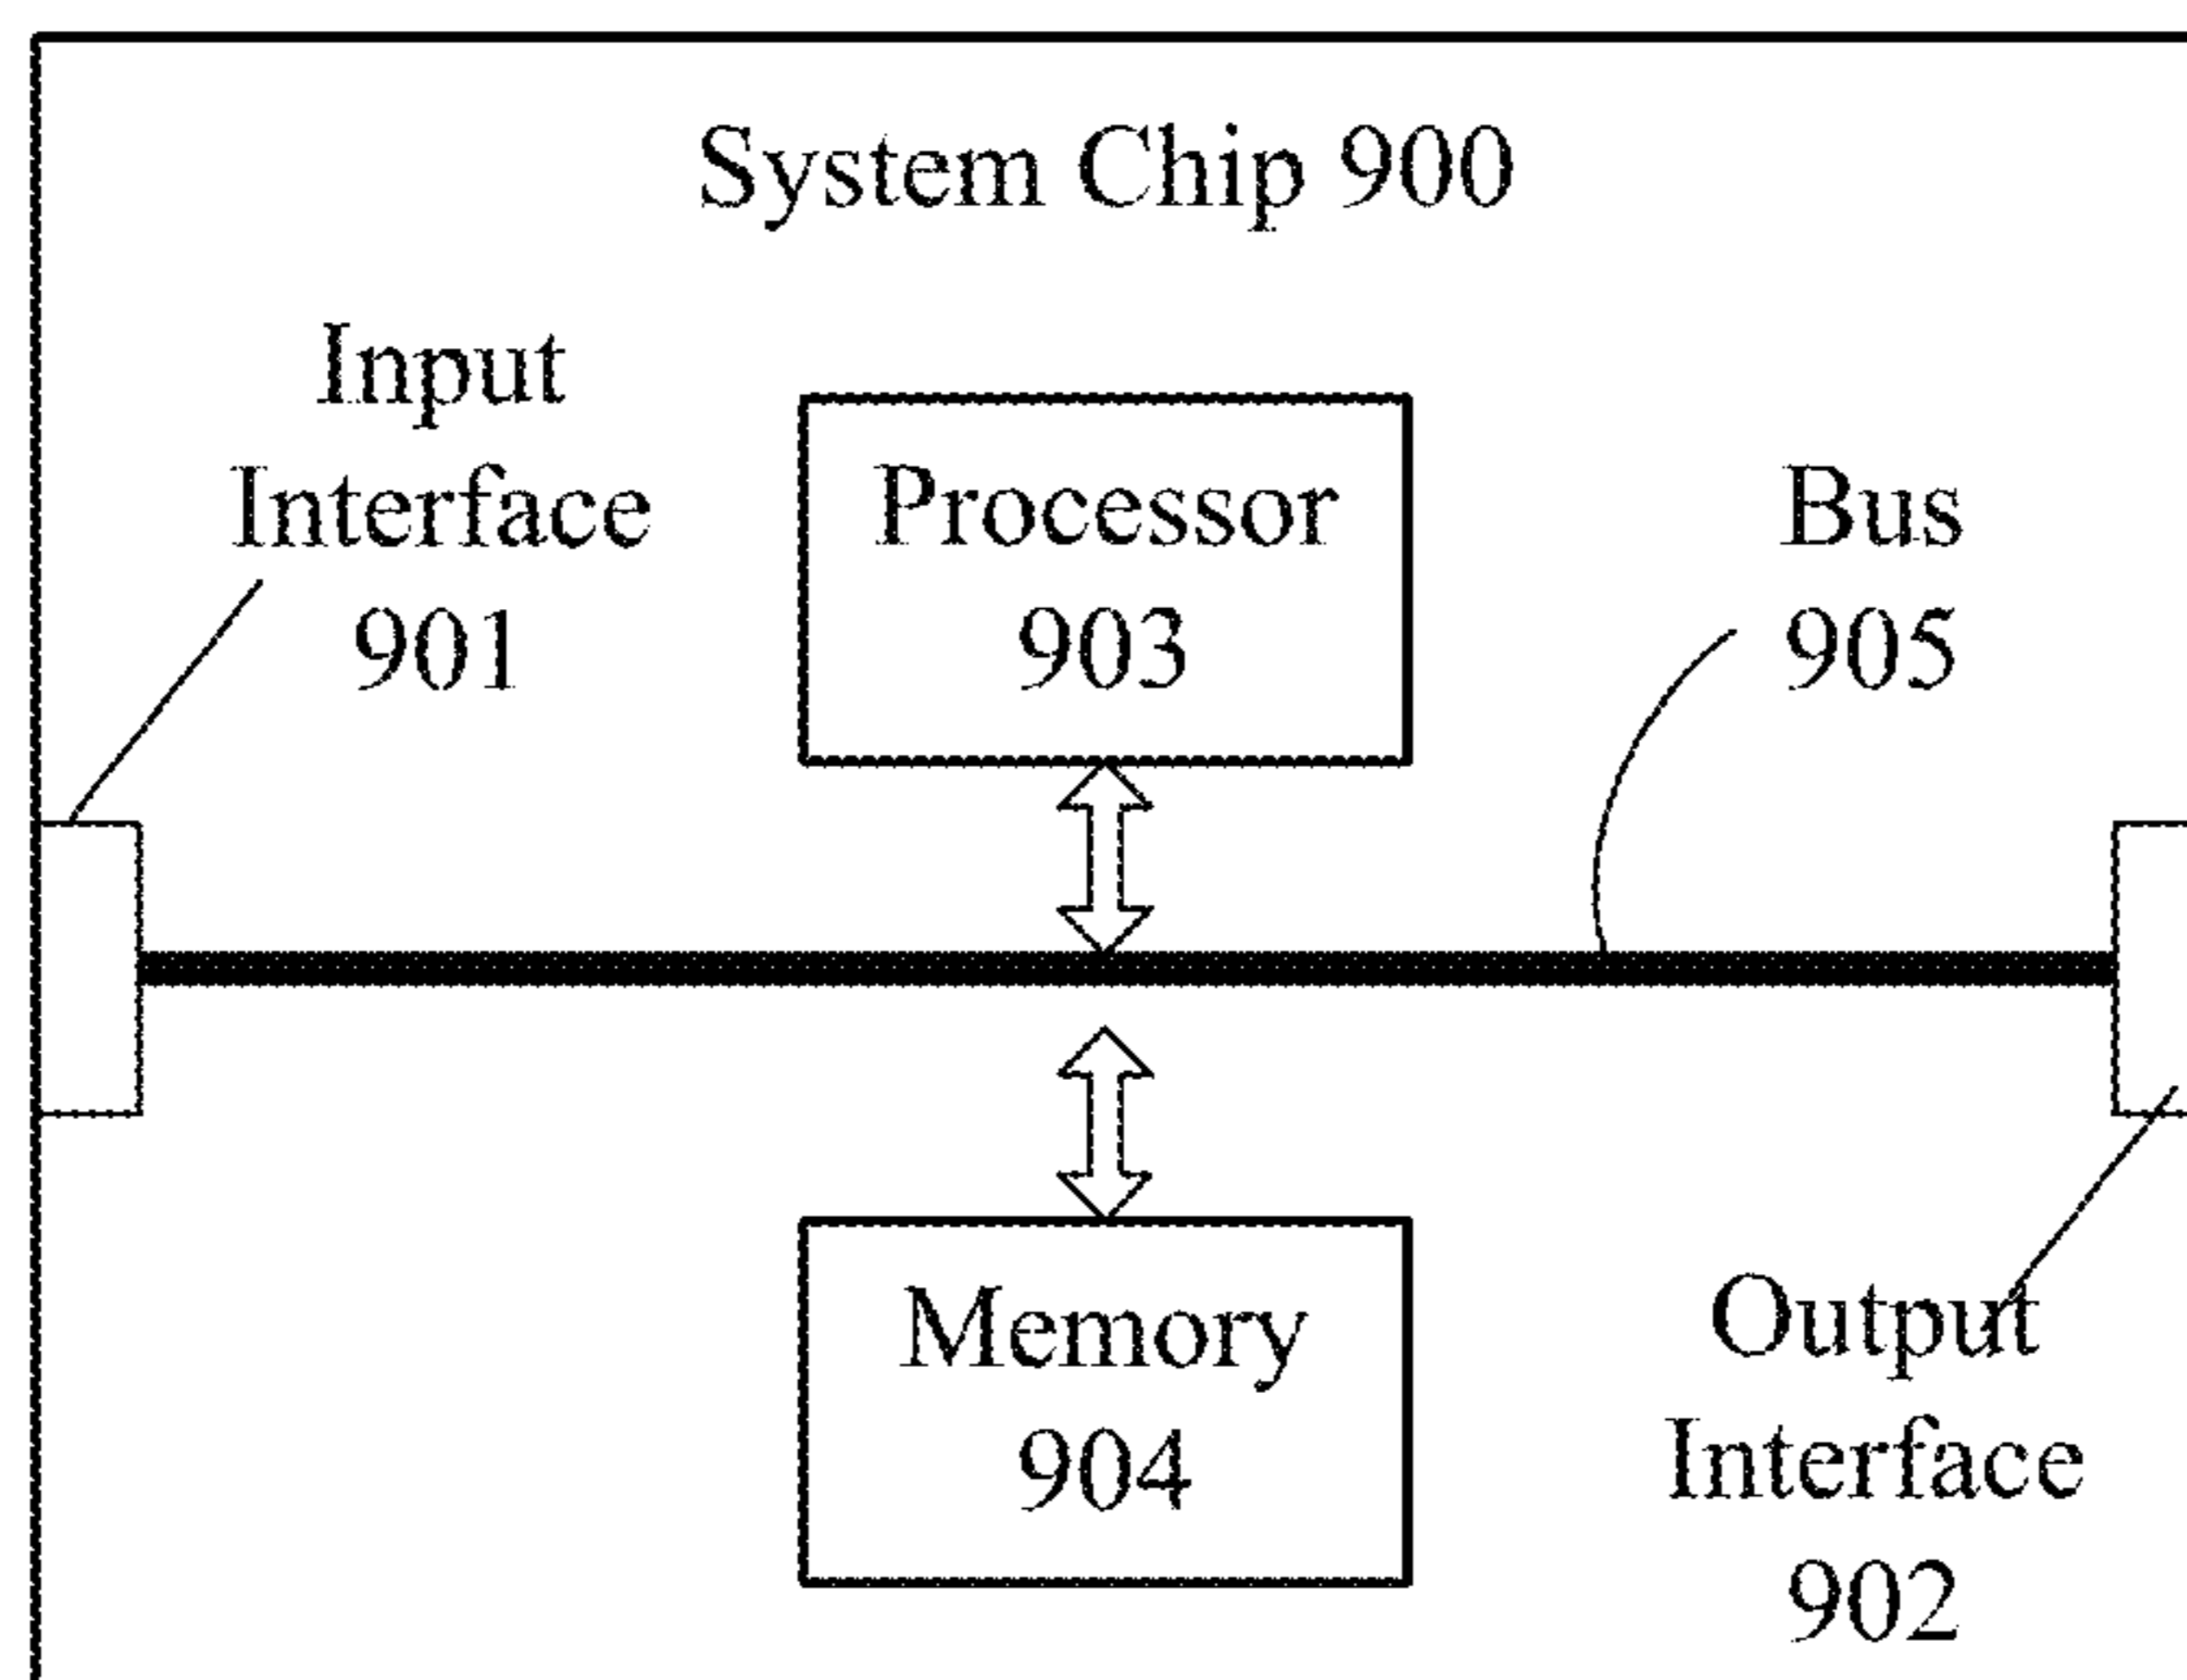 System Chip 900
Input
Interface
901
Processor
903
Bus
905
Memory
904
Output
Interface
902